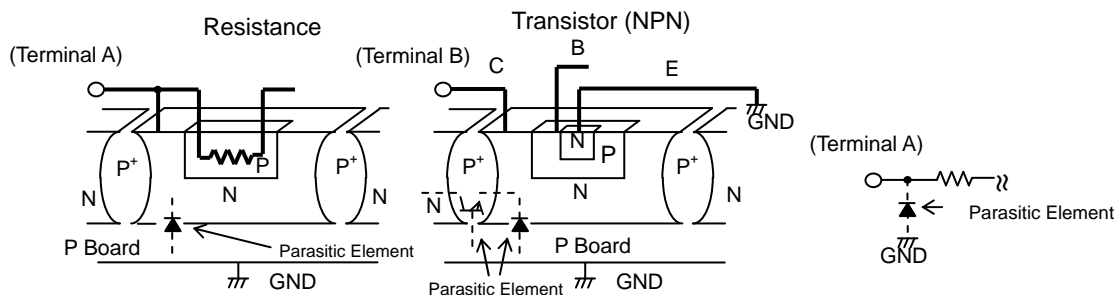 Resistance
(Terminal A)
P+
N
P
N
P+
N
P Board
Parasitic Element
GND
Transistor (NPN)
(Terminal B)
C
B
E
GND
P+
N
N
P
N
P+
N
P Board
Parasitic Element
GND
(Terminal A)
Parasitic Element
GND